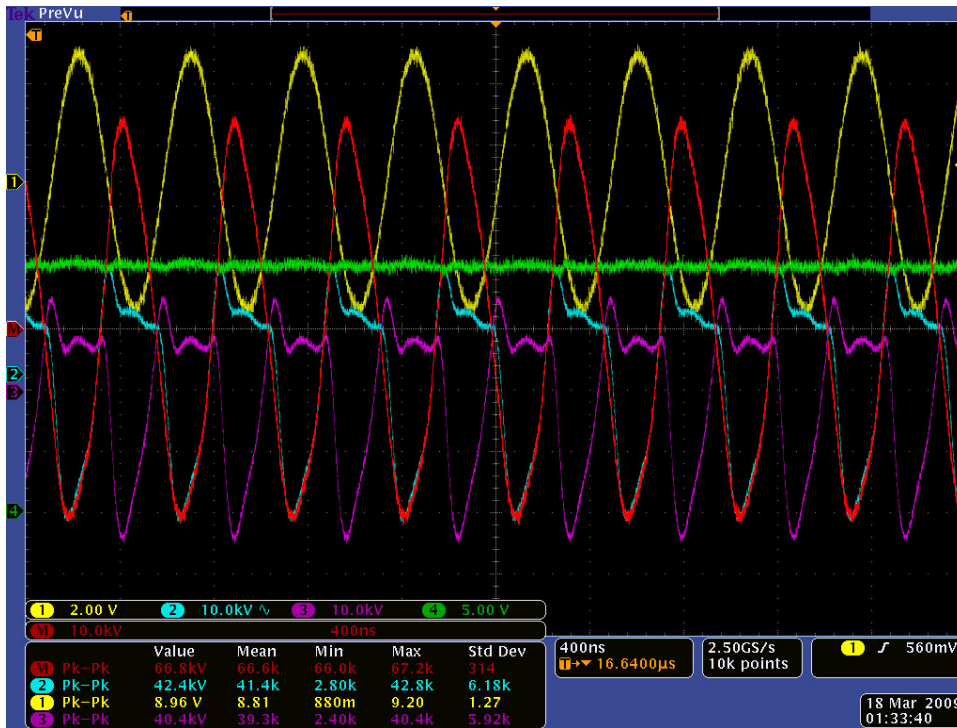 Tek PreVu
T
T
1
M
2
3
4
1 2.00 V 2 10.0kV ∿ 3 10.0kV 4 5.00 V
M 10.0kV 400ns
Value Mean Min Max Std Dev
M Pk-Pk 66.8kV 66.6k 66.0k 67.2k 314
2 Pk-Pk 42.4kV 41.4k 2.80k 42.8k 6.18k
1 Pk-Pk 8.96 V 8.81 880m 9.20 1.27
3 Pk-Pk 40.4kV 39.3k 2.40k 40.4k 5.92k
400ns
T→▾ 16.6400µs
2.50GS/s
10k points
1 ∫ 560mV
18 Mar 2009
01:33:40